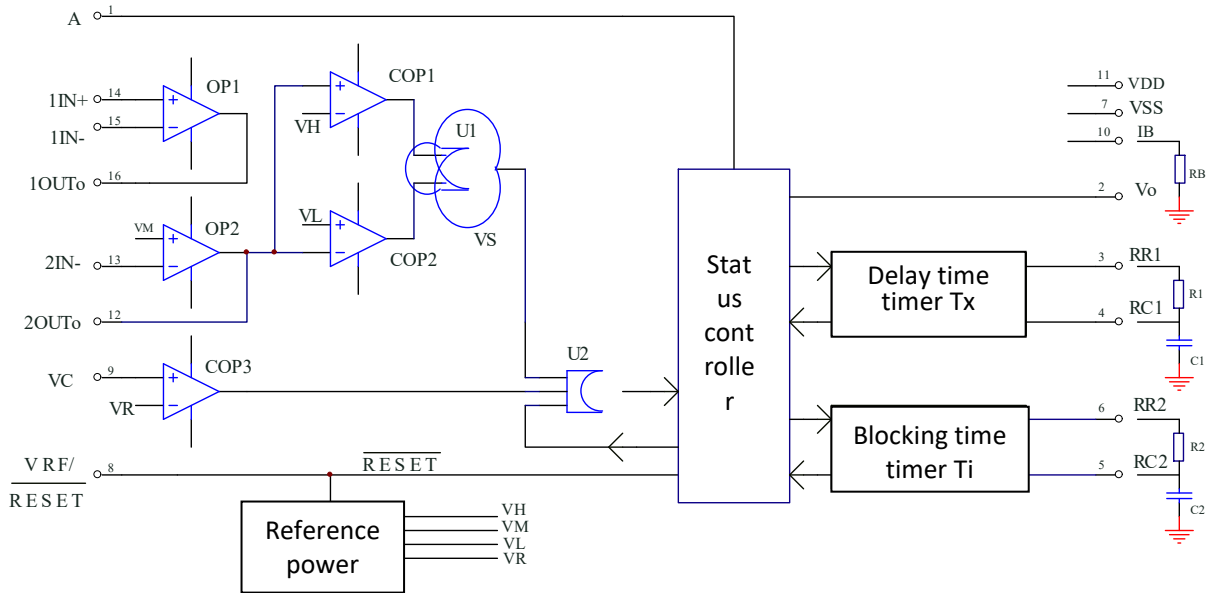 A
1
1IN+
14
1IN-
15
OP1
1OUTo
16
VM
OP2
2IN-
13
2OUTo
12
VC
9
VR
COP3
VRF/
RESET
8
RESET
Reference
power
VH
VM
VL
VR
COP1
VH
VL
COP2
U1
VS
U2
Stat
us
cont
rolle
r
11
VDD
7
VSS
10
IB
RB
2
Vo
Delay time
timer Tx
3
RR1
R1
4
RC1
C1
Blocking time
timer Ti
6
RR2
R2
5
RC2
C2
+
−
+
−
+
−
+
−
+
−